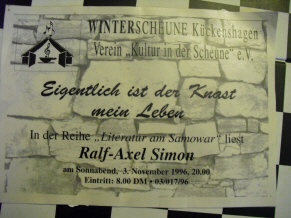 WINTERSCHEUNE Kückenshagen
Verein „Kultur in der Scheune" e.V.
Eigentlich ist der Knast
mein Leben
In der Reihe „Literatur am Samowar" liest
Ralf-Axel Simon
am Sonnabend, 3. November 1996, 20.00
Eintritt: 8.00 DM • 03/017/96